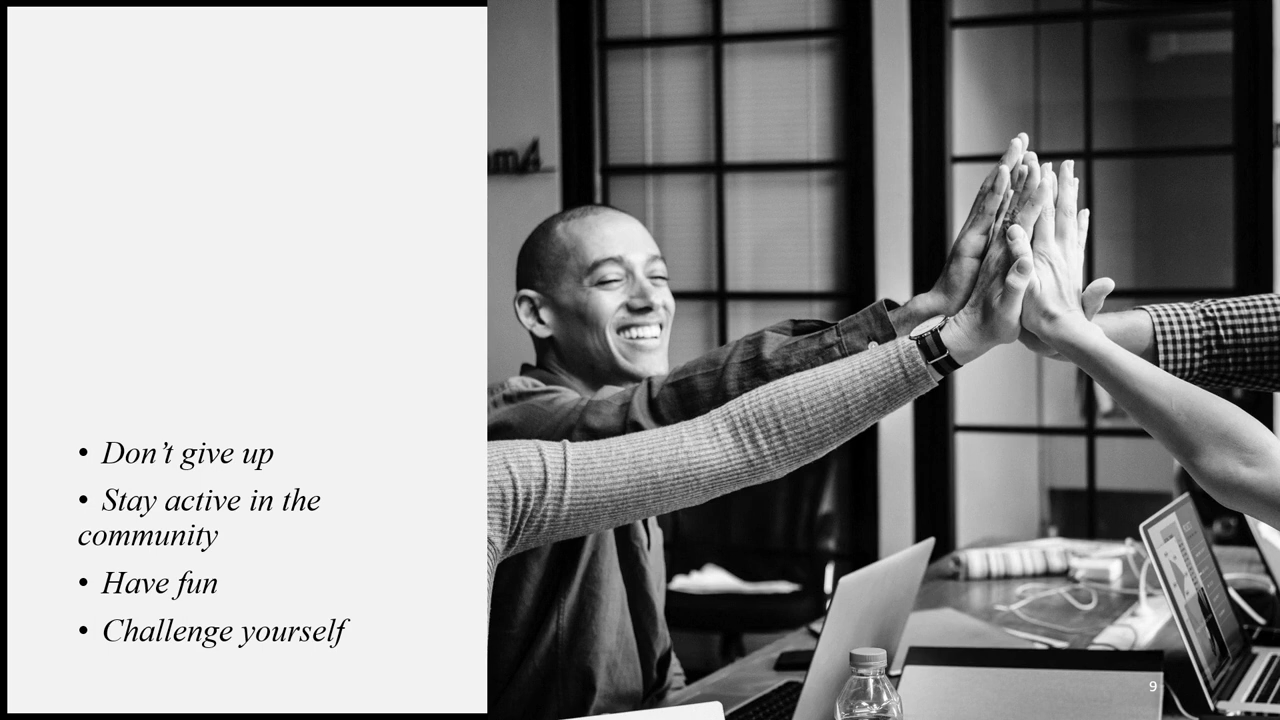 • Don’t give up
• Stay active in the
community
• Have fun
• Challenge yourself
9